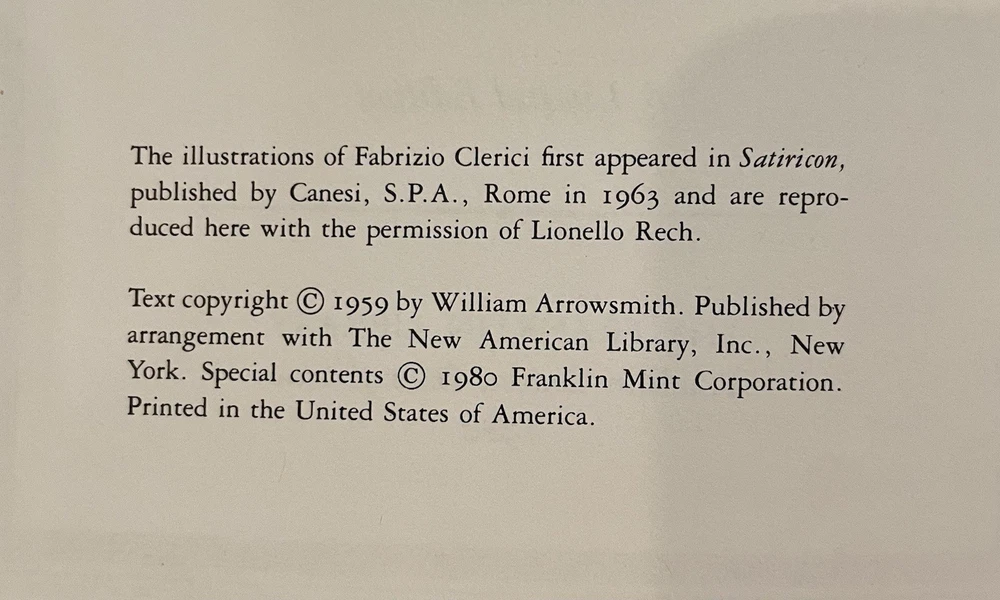 The illustrations of Fabrizio Clerici first appeared in Satiricon,
published by Canesi, S.P.A., Rome in 1963 and are repro-
duced here with the permission of Lionello Rech.
Text copyright © 1959 by William Arrowsmith. Published by
arrangement with The New American Library, Inc., New
York. Special contents © 1980 Franklin Mint Corporation.
Printed in the United States of America.